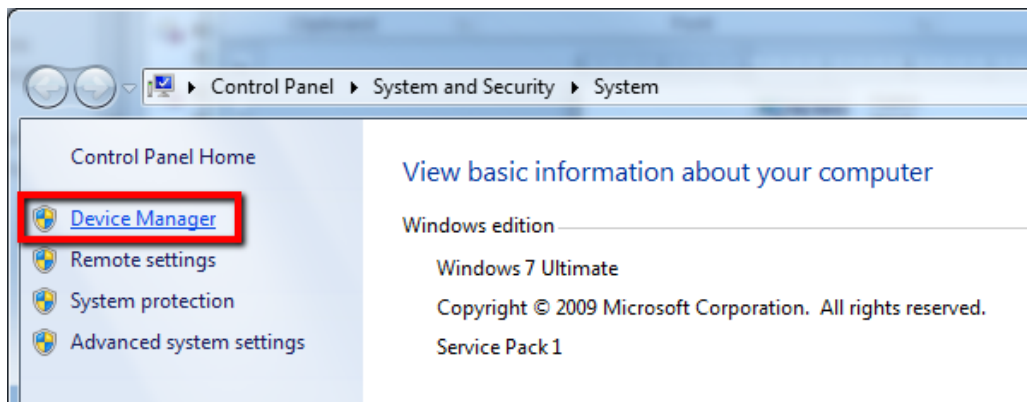 Control Panel ▸ System and Security ▸ System
Control Panel Home
Device Manager
Remote settings
System protection
Advanced system settings
View basic information about your computer
Windows edition
Windows 7 Ultimate
Copyright © 2009 Microsoft Corporation. All rights reserved.
Service Pack 1